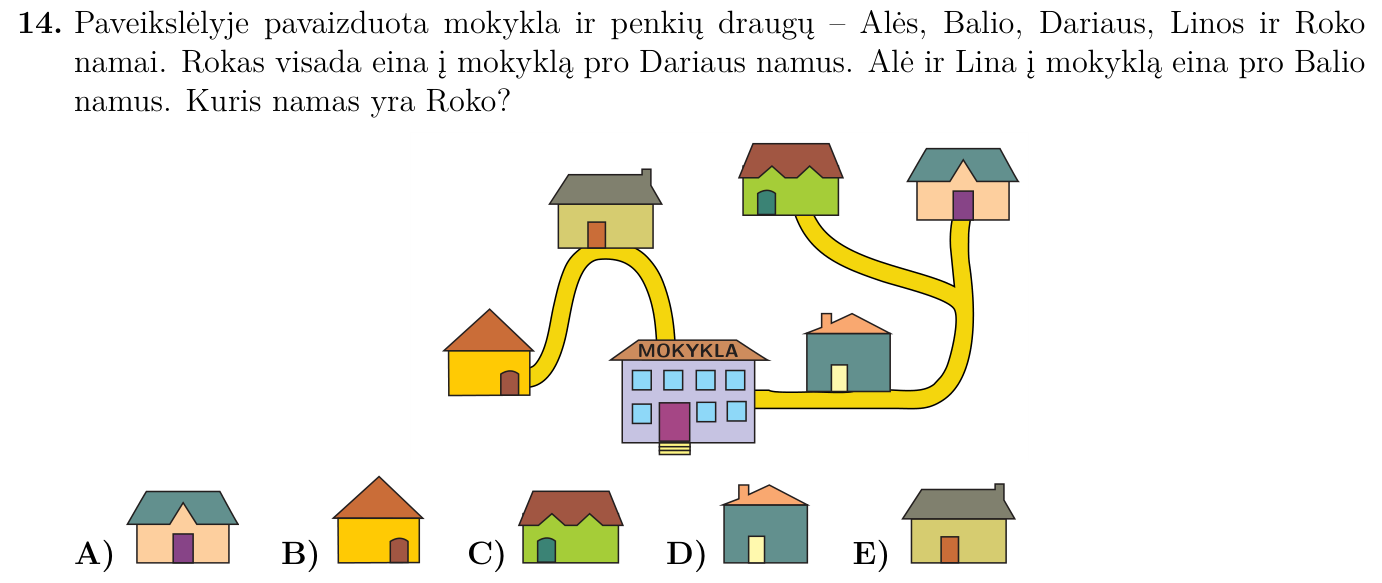 14. Paveikslėlyje pavaizduota mokykla ir penkių draugų – Alės, Balio, Dariaus, Linos ir Roko
namai. Rokas visada eina į mokyklą pro Dariaus namus. Alė ir Lina į mokyklą eina pro Balio
namus. Kuris namas yra Roko?
MOKYKLA
A) B) C) D) E)